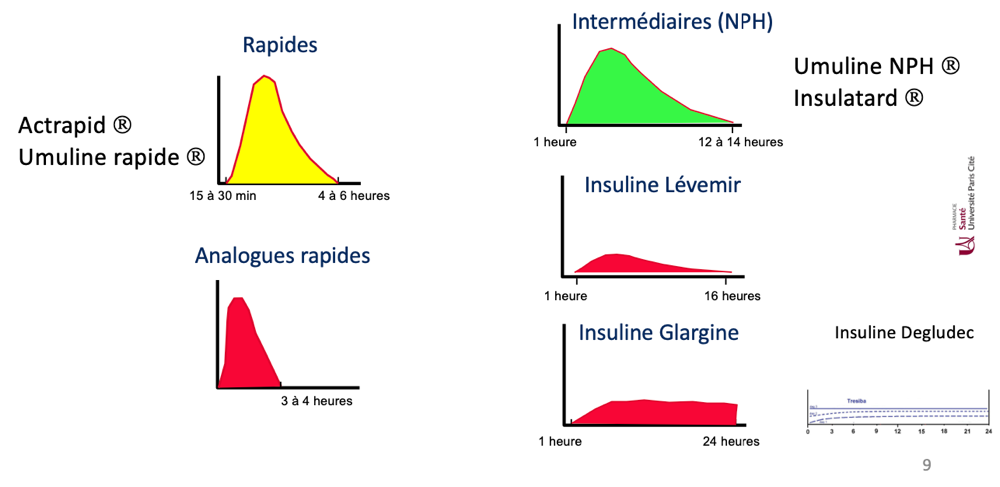 Rapides
Actrapid ®
Umuline rapide ®
15 à 30 min
4 à 6 heures
Analogues rapides
3 à 4 heures
Intermédiaires (NPH)
Umuline NPH ®
Insulatard ®
1 heure
12 à 14 heures
Insuline Lévemir
1 heure
16 heures
Insuline Glargine
1 heure
24 heures
Insuline Degludec
Tresiba
0 3 6 9 12 15 18 21 24
PHARMACIE
Santé
Université Paris Cité
9